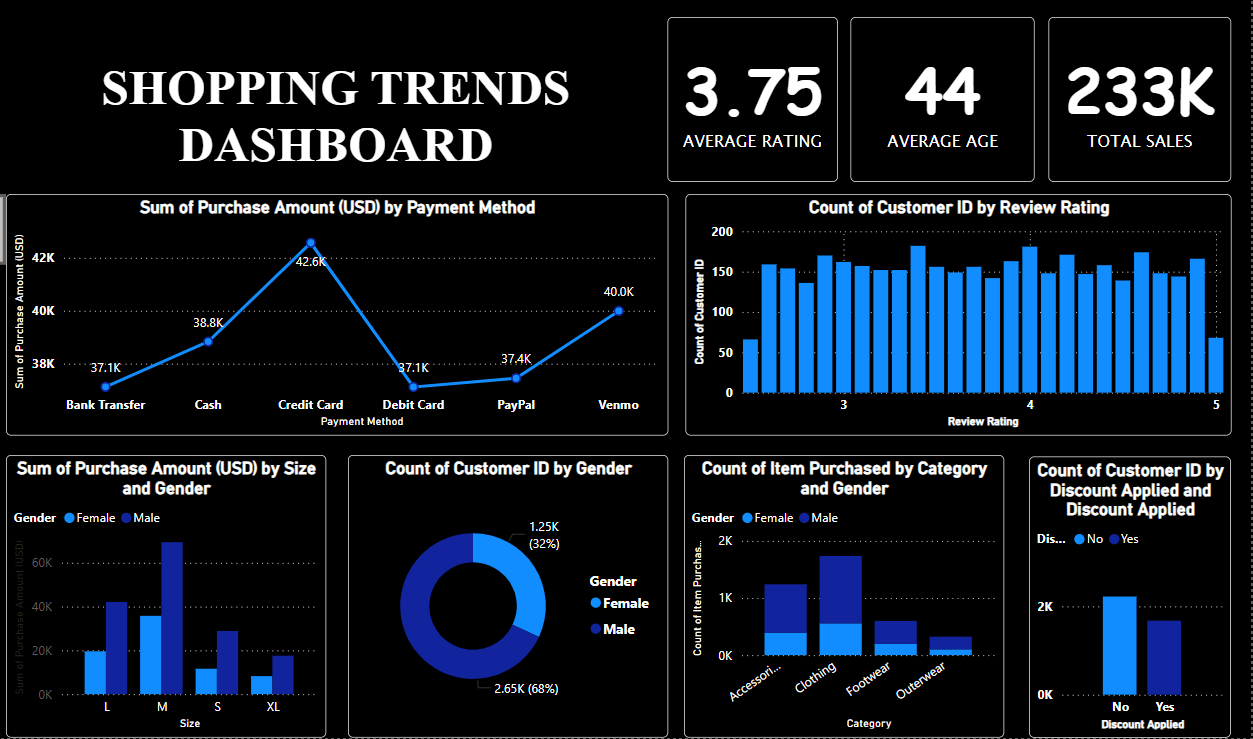 SHOPPING TRENDS
DASHBOARD
3.75
AVERAGE RATING
44
AVERAGE AGE
233K
TOTAL SALES
Sum of Purchase Amount (USD) by Payment Method
Sum of Purchase Amount (USD)
42K
40K
38K
37.1K
38.8K
42.6K
37.1K
37.4K
40.0K
Bank Transfer
Cash
Credit Card
Debit Card
PayPal
Venmo
Payment Method
Count of Customer ID by Review Rating
Count of Customer ID
200
150
100
50
0
3
4
5
Review Rating
Sum of Purchase Amount (USD) by Size
and Gender
Gender
Female
Male
Sum of Purchase Amount (USD)
60K
40K
20K
0K
L
M
S
XL
Size
Count of Customer ID by Gender
1.25K
(32%)
2.65K (68%)
Gender
Female
Male
Count of Item Purchased by Category
and Gender
Gender
Female
Male
Count of Item Purchas...
2K
1K
0K
Accessori...
Clothing
Footwear
Outerwear
Category
Count of Customer ID by
Discount Applied and
Discount Applied
Dis...
No
Yes
2K
0K
No
Yes
Discount Applied